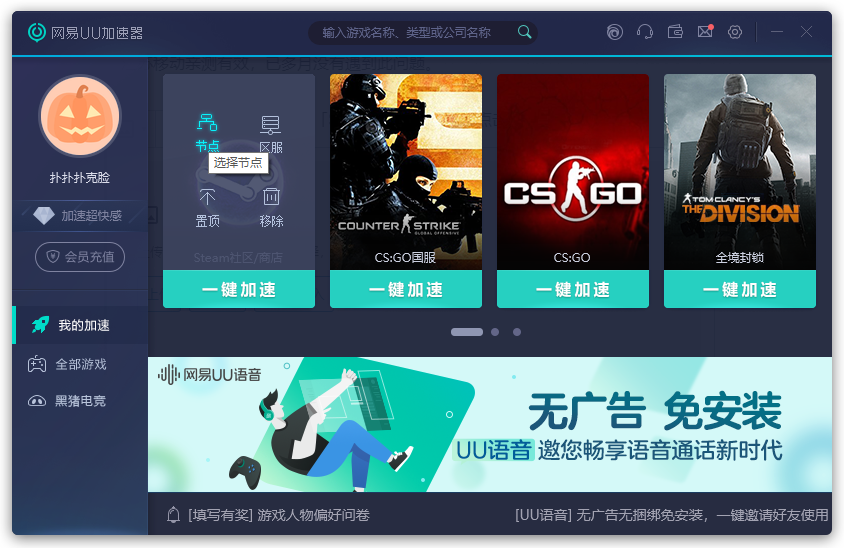 网易UU加速器
输入游戏名称、类型或公司名称
扑扑扑克脸
加速超快感
会员充值
我的加速
全部游戏
黑猪电竞
节点
区服
选择节点
置顶
移除
Steam社区/商店
一键加速
COUNTER STRIKE
GLOBAL OFFENSIVE
CS:GO国服
一键加速
CS GO
CS:GO
一键加速
TOM CLANCY'S
THE DIVISION
全境封锁
一键加速
网易UU语音
无广告 免安装
UU语音 邀您畅享语音通话新时代
[填写有奖] 游戏人物偏好问卷
[UU语音] 无广告无捆绑免安装，一键邀请好友使用